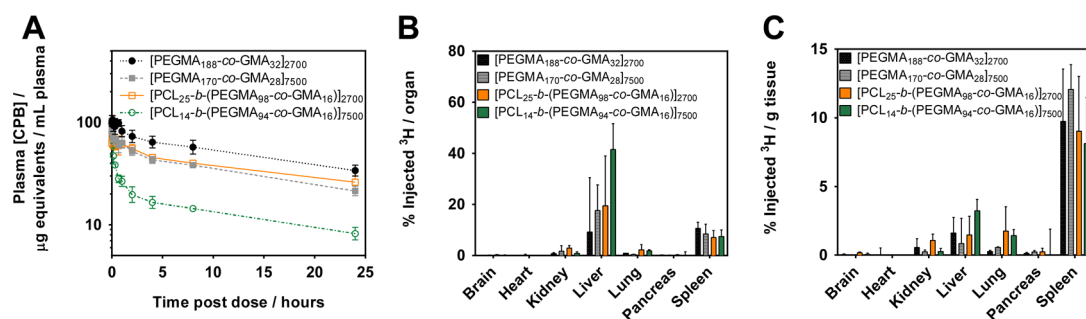 A
[PEGMA₁₈₈-co-GMA₃₂]₂₇₀₀
[PEGMA₁₇₀-co-GMA₂₈]₇₅₀₀
[PCL₂₅-b-(PEGMA₉₈-co-GMA₁₆)]₂₇₀₀
[PCL₁₄-b-(PEGMA₉₄-co-GMA₁₆)]₇₅₀₀
Plasma [CPB] /
µg equivalents / mL plasma
100
10
0 5 10 15 20 25
Time post dose / hours
B
[PEGMA₁₈₈-co-GMA₃₂]₂₇₀₀
[PEGMA₁₇₀-co-GMA₂₈]₇₅₀₀
[PCL₂₅-b-(PEGMA₉₈-co-GMA₁₆)]₂₇₀₀
[PCL₁₄-b-(PEGMA₉₄-co-GMA₁₆)]₇₅₀₀
% Injected ³H / organ
80
60
40
20
0
Brain Heart Kidney Liver Lung Pancreas Spleen
C
[PEGMA₁₈₈-co-GMA₃₂]₂₇₀₀
[PEGMA₁₇₀-co-GMA₂₈]₇₅₀₀
[PCL₂₅-b-(PEGMA₉₈-co-GMA₁₆)]₂₇₀₀
[PCL₁₄-b-(PEGMA₉₄-co-GMA₁₆)]₇₅₀₀
% Injected ³H / g tissue
15
10
5
0
Brain Heart Kidney Liver Lung Pancreas Spleen